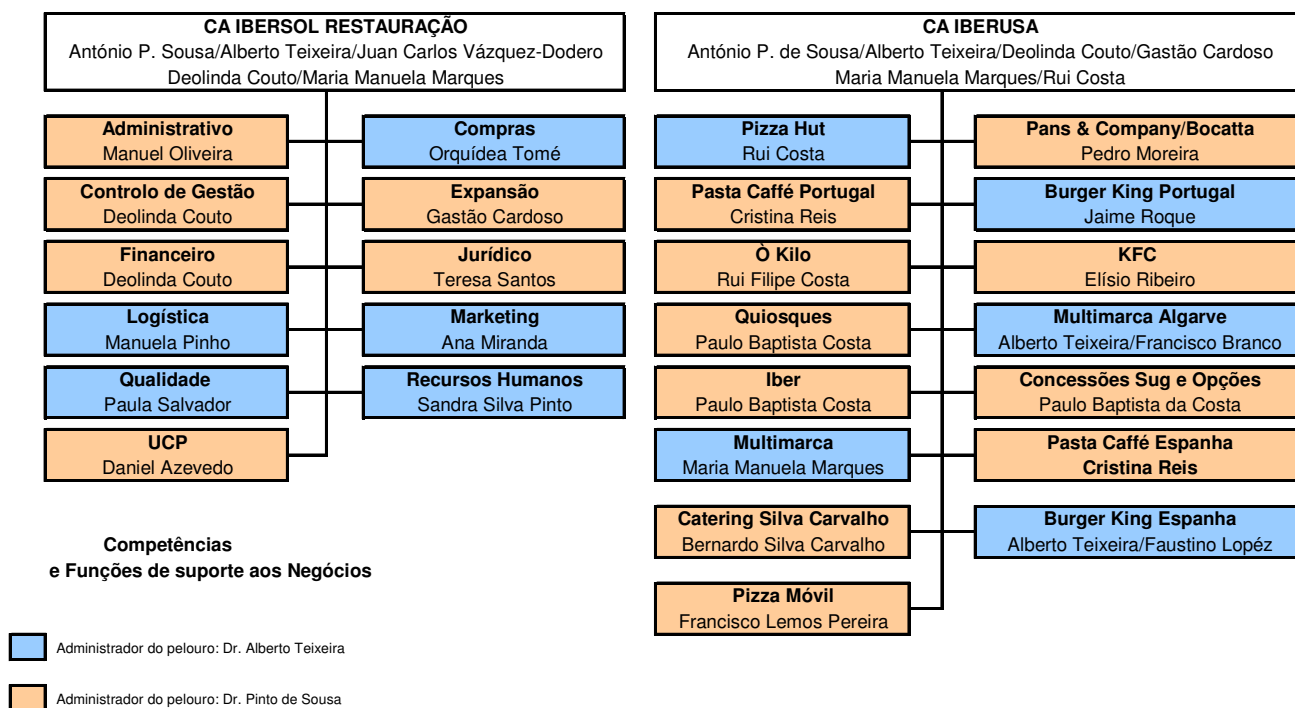 CA IBERSOL RESTAURAÇÃO
António P. Sousa/Alberto Teixeira/Juan Carlos Vázquez-Dodero
Deolinda Couto/Maria Manuela Marques
Administrativo
Manuel Oliveira
Compras
Orquídea Tomé
Controlo de Gestão
Deolinda Couto
Expansão
Gastão Cardoso
Financeiro
Deolinda Couto
Jurídico
Teresa Santos
Logística
Manuela Pinho
Marketing
Ana Miranda
Qualidade
Paula Salvador
Recursos Humanos
Sandra Silva Pinto
UCP
Daniel Azevedo
CA IBERUSA
António P. de Sousa/Alberto Teixeira/Deolinda Couto/Gastão Cardoso
Maria Manuela Marques/Rui Costa
Pizza Hut
Rui Costa
Pans & Company/Bocatta
Pedro Moreira
Pasta Caffé Portugal
Cristina Reis
Burger King Portugal
Jaime Roque
Ò Kilo
Rui Filipe Costa
KFC
Elísio Ribeiro
Quiosques
Paulo Baptista Costa
Multimarca Algarve
Alberto Teixeira/Francisco Branco
Iber
Paulo Baptista Costa
Concessões Sug e Opções
Paulo Baptista da Costa
Multimarca
Maria Manuela Marques
Pasta Caffé Espanha
Cristina Reis
Catering Silva Carvalho
Bernardo Silva Carvalho
Burger King Espanha
Alberto Teixeira/Faustino Lopéz
Pizza Móvil
Francisco Lemos Pereira
Competências
e Funções de suporte aos Negócios
Administrador do pelouro: Dr. Alberto Teixeira
Administrador do pelouro: Dr. Pinto de Sousa